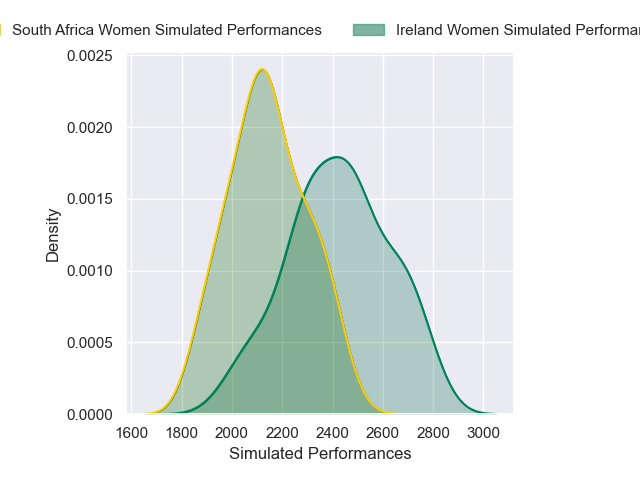 South Africa Women Simulated Performances
Ireland Women Simulated
0.0025
0.0020
0.0015
0.0010
0.0005
0.0000
Density
1600 1800 2000 2200 2400 2600 2800 3000
Simulated Performances